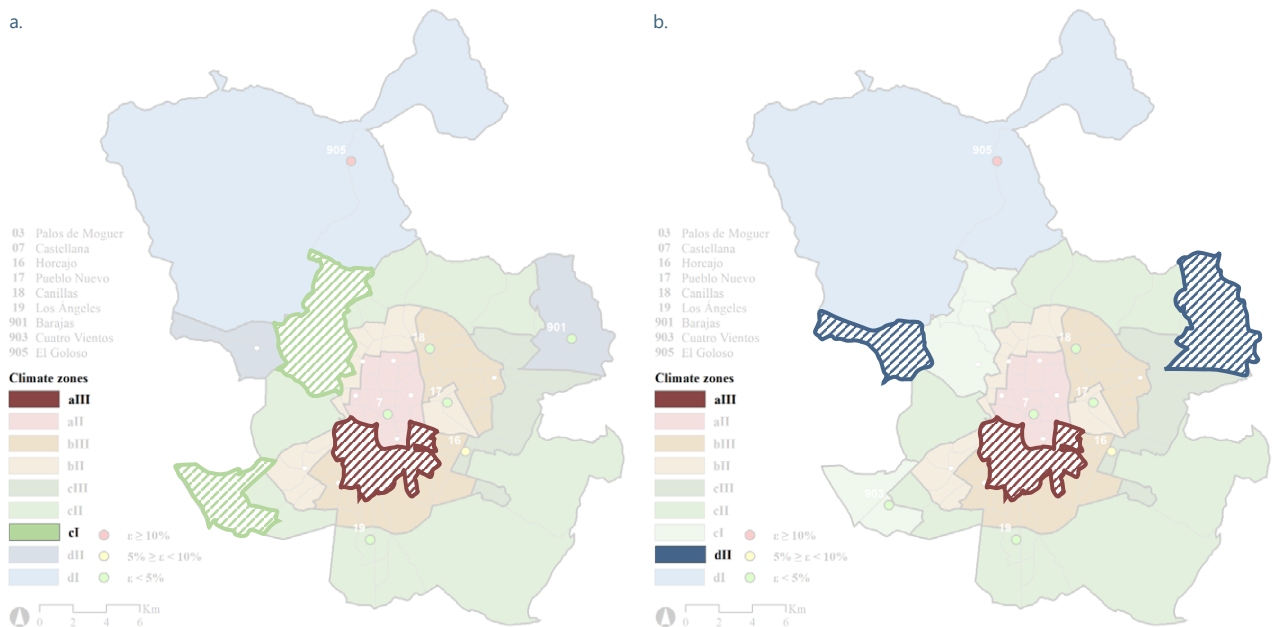 a.
905
03 Palos de Moguer
07 Castellana
16 Horcajo
17 Pueblo Nuevo
18 Canillas
19 Los Ángeles
901 Barajas
903 Cuatro Vientos
905 El Goloso
901
18
17
7
16
19
Climate zones
aIII
aII
bIII
bII
cIII
cII
cI
dII
dI
ε ≥ 10%
5% ≥ ε < 10%
ε < 5%
0 2 4 6 Km
b.
905
03 Palos de Moguer
07 Castellana
16 Horcajo
17 Pueblo Nuevo
18 Canillas
19 Los Ángeles
901 Barajas
903 Cuatro Vientos
905 El Goloso
18
17
7
16
903
19
Climate zones
aIII
aII
bIII
bII
cIII
cII
cI
dII
dI
ε ≥ 10%
5% ≥ ε < 10%
ε < 5%
0 2 4 6 Km